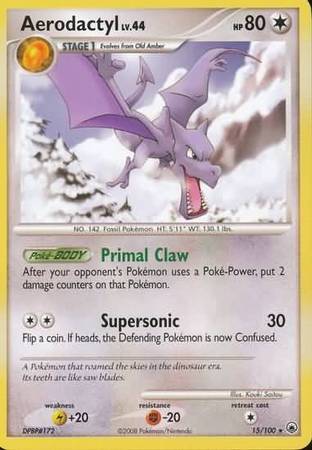 Aerodactyl LV.44 HP 80
STAGE 1 Evolves from Old Amber
NO. 142 Fossil Pokémon HT: 5'11" WT: 130.1 lbs.
Poké-BODY Primal Claw
After your opponent's Pokémon uses a Poké-Power, put 2
damage counters on that Pokémon.
Supersonic 30
Flip a coin. If heads, the Defending Pokémon is now Confused.
A Pokémon that roamed the skies in the dinosaur era.
Its teeth are like saw blades.
Illus. Kouki Saitou
weakness resistance retreat cost
+20 -20
DPBP#172 ©2008 Pokémon/Nintendo 15/100 ★